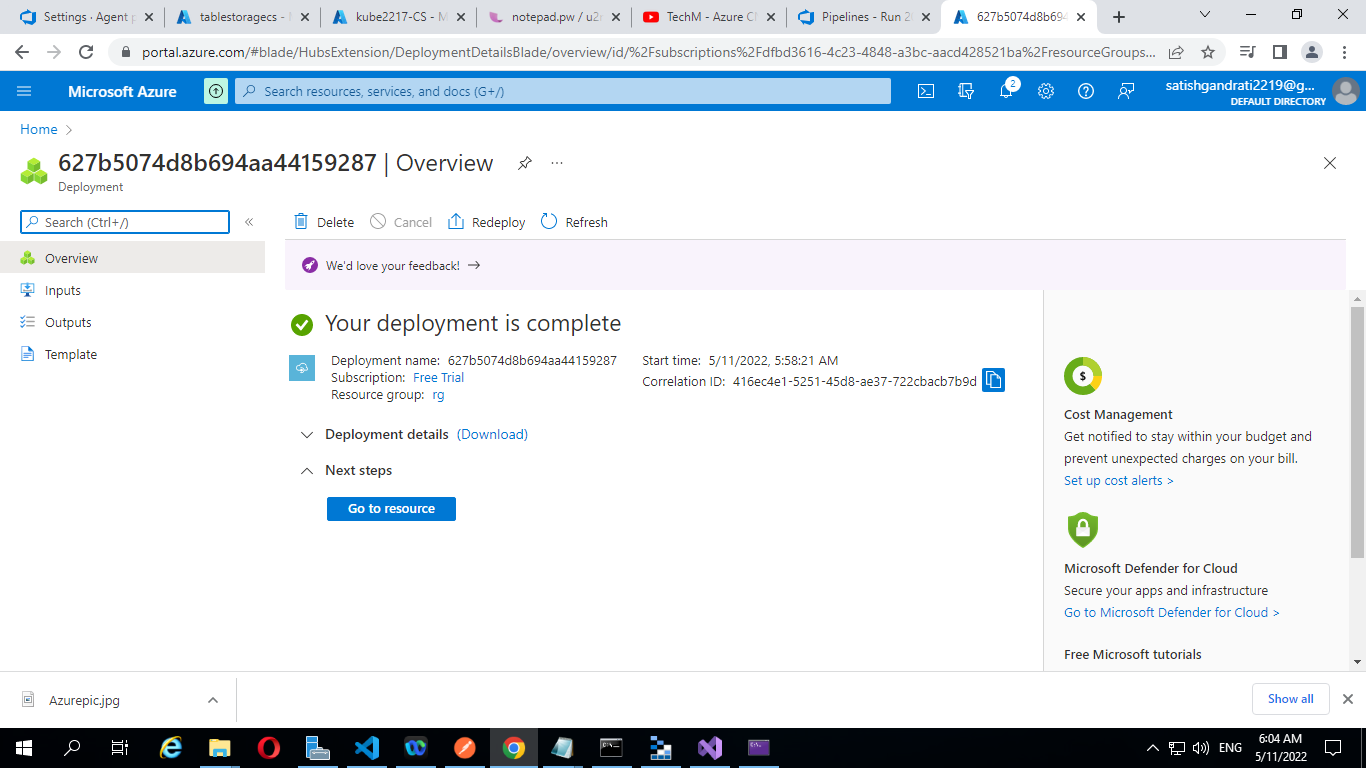 Settings · Agent p
tablestoragecs -
kube2217-CS - M
notepad.pw / u2
TechM - Azure Cl
Pipelines - Run 2
627b5074d8b694
portal.azure.com/#blade/HubsExtension/DeploymentDetailsBlade/overview/id/%2Fsubscriptions%2Fdfbd3616-4c23-4848-a3bc-aacd428521ba%2FresourceGroups...
Microsoft Azure
Search resources, services, and docs (G+/)
2
satishgandrati2219@g...
DEFAULT DIRECTORY
Home
627b5074d8b694aa44159287 | Overview
Deployment
Search (Ctrl+/)
Delete
Cancel
Redeploy
Refresh
Overview
Inputs
Outputs
Template
We'd love your feedback!
Your deployment is complete
Deployment name: 627b5074d8b694aa44159287
Subscription: Free Trial
Resource group: rg
Start time: 5/11/2022, 5:58:21 AM
Correlation ID: 416ec4e1-5251-45d8-ae37-722cbacb7b9d
Deployment details (Download)
Next steps
Go to resource
$
Cost Management
Get notified to stay within your budget and
prevent unexpected charges on your bill.
Set up cost alerts >
Microsoft Defender for Cloud
Secure your apps and infrastructure
Go to Microsoft Defender for Cloud >
Free Microsoft tutorials
Azurepic.jpg
Show all
ENG
6:04 AM
5/11/2022